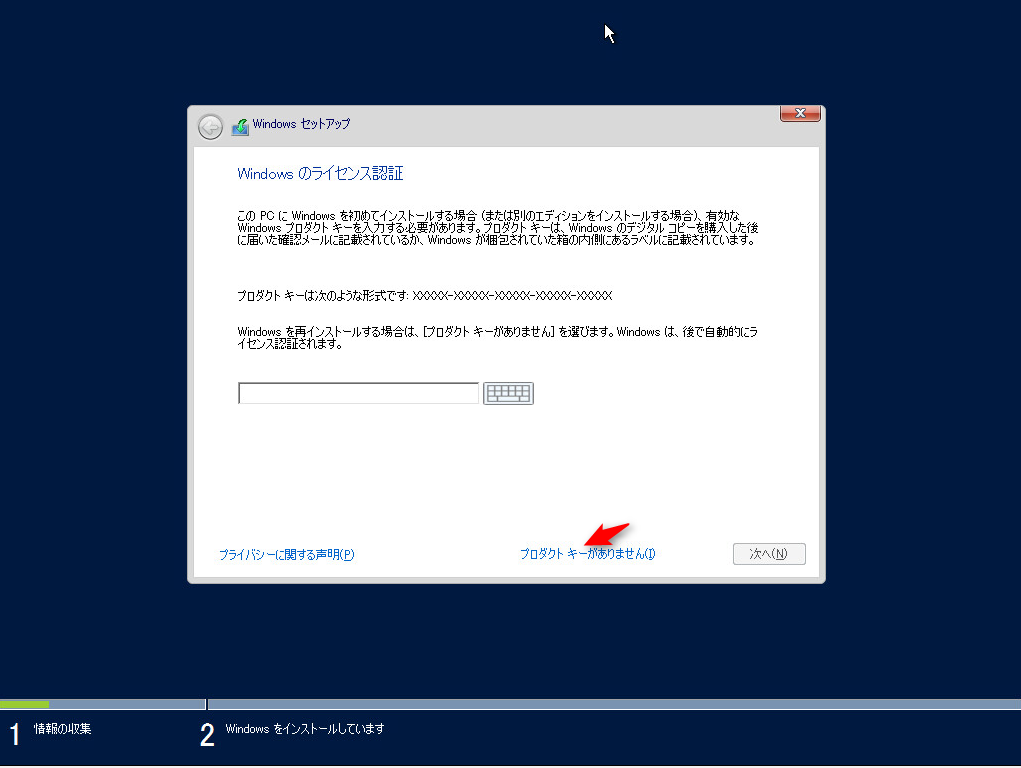 Windows セットアップ
Windows のライセンス認証
この PC に Windows を初めてインストールする場合 (または別のエディションをインストールする場合)、有効な
Windows プロダクト キーを入力する必要があります。プロダクト キーは、Windows のデジタル コピーを購入した後
に届いた確認メールに記載されているか、Windows が梱包されていた箱の内側にあるラベルに記載されています。
プロダクト キーは次のような形式です: XXXXX-XXXXX-XXXXX-XXXXX-XXXXX
Windows を再インストールする場合は、[プロダクト キーがありません] を選びます。Windows は、後で自動的にラ
イセンス認証されます。
プライバシーに関する声明(P)
プロダクト キーがありません(I)
次へ(N)
1 情報の収集
2 Windows をインストールしています